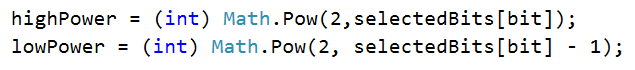 highPower = (int) Math.Pow(2,selectedBits[bit]);
lowPower = (int) Math.Pow(2, selectedBits[bit] - 1);